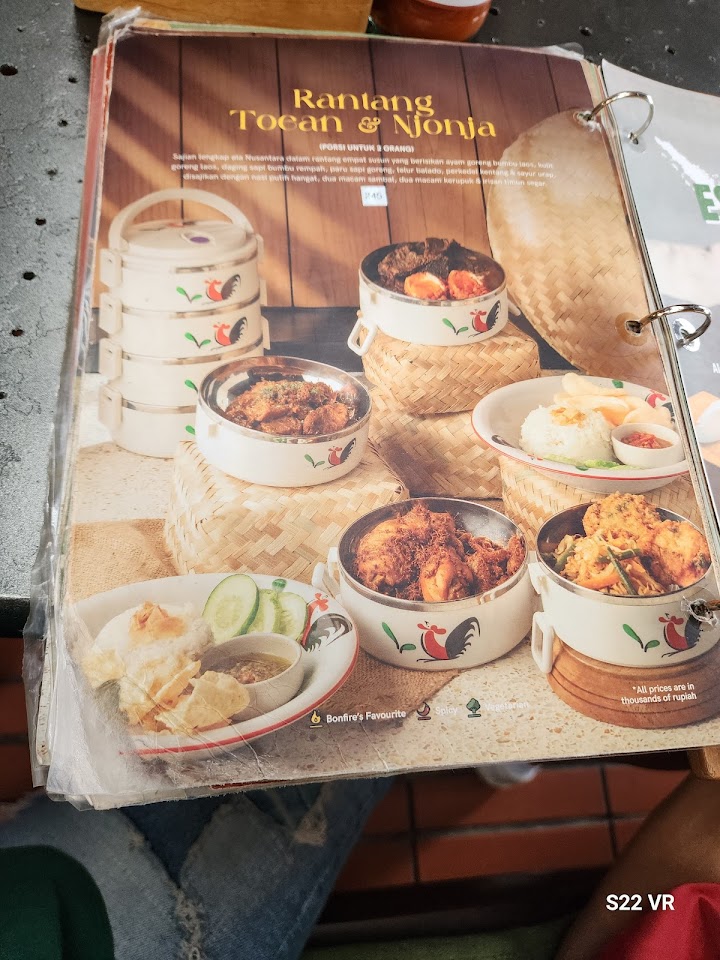 Rantang
Toean & Njonja
(PORSI UNTUK 3 ORANG)
Sajian lengkap ala Nusantara dalam rantang empat susun yang berisikan ayam goreng bumbu laos, kulit
goreng laos, daging sapi bumbu rempah, paru sapi goreng, telur balado, perkedel kentang & sayur urap
disajikan dengan nasi putih hangat, dua macam sambal, dua macam kerupuk & irisan timun segar.
245
E
*All prices are in
thousands of rupiah
Bonfire's Favourite
Spicy
Vegetarian
S22 VR